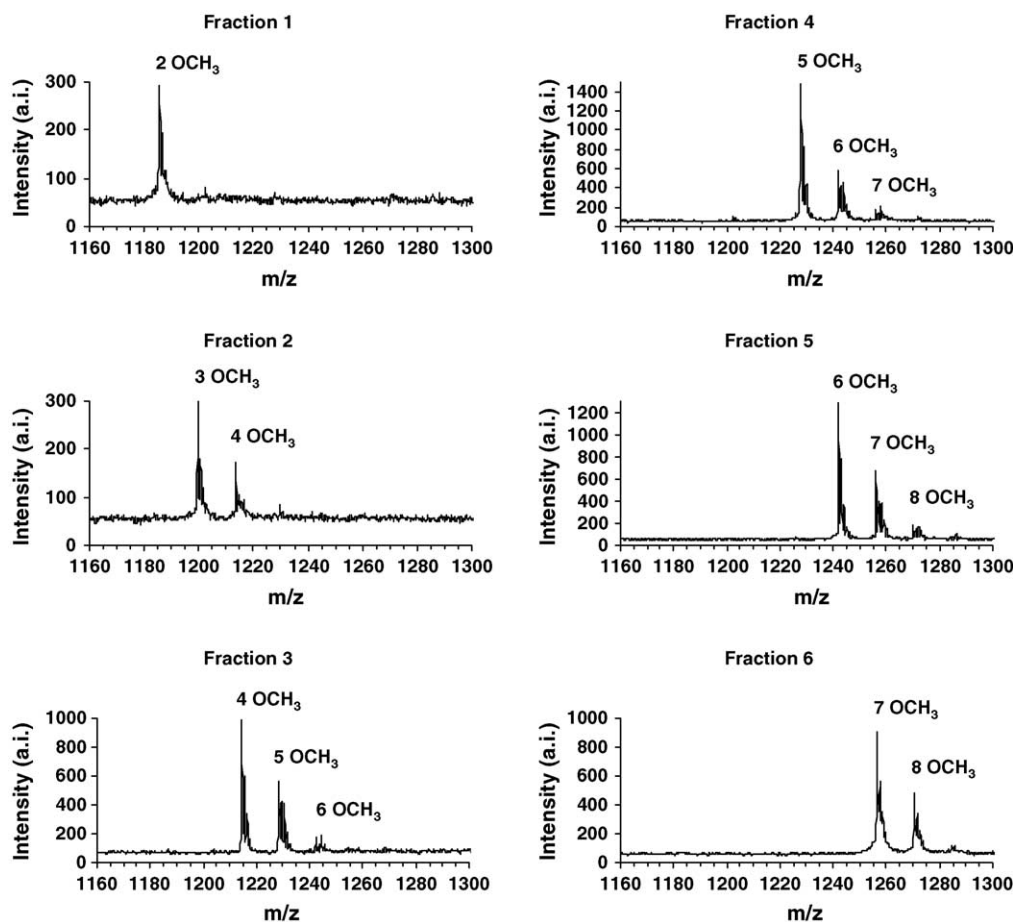 Fraction 1
2 OCH₃
Intensity (a.i.)
300
200
100
0
1160 1180 1200 1220 1240 1260 1280 1300
m/z
Fraction 4
5 OCH₃
6 OCH₃
7 OCH₃
Intensity (a.i.)
1400
1200
1000
800
600
400
200
0
1160 1180 1200 1220 1240 1260 1280 1300
m/z
Fraction 2
3 OCH₃
4 OCH₃
Intensity (a.i.)
300
200
100
0
1160 1180 1200 1220 1240 1260 1280 1300
m/z
Fraction 5
6 OCH₃
7 OCH₃
8 OCH₃
Intensity (a.i.)
1200
1000
800
600
400
200
0
1160 1180 1200 1220 1240 1260 1280 1300
m/z
Fraction 3
4 OCH₃
5 OCH₃
6 OCH₃
Intensity (a.i.)
1000
800
600
400
200
0
1160 1180 1200 1220 1240 1260 1280 1300
m/z
Fraction 6
7 OCH₃
8 OCH₃
Intensity (a.i.)
1000
800
600
400
200
0
1160 1180 1200 1220 1240 1260 1280 1300
m/z